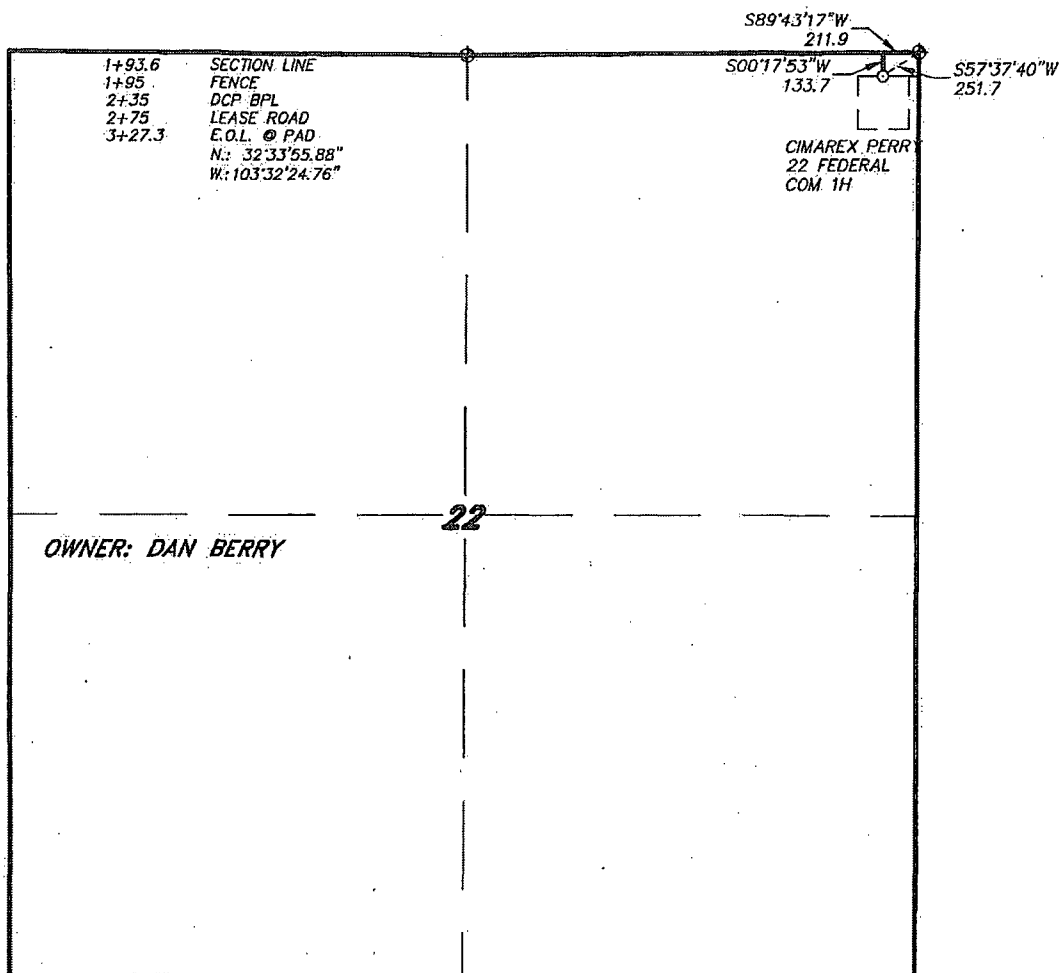 S89°43'17"W
211.9
1+93.6 SECTION LINE
1+95 FENCE
2+35 DCP BPL
2+75 LEASE ROAD
3+27.3 E.O.L. @ PAD
N.: 32°33'55.88"
W.: 103°32'24.76"
S00°17'53"W
133.7
S57°37'40"W
251.7
CIMAREX PERRY
22 FEDERAL
COM 1H
22
OWNER: DAN BERRY